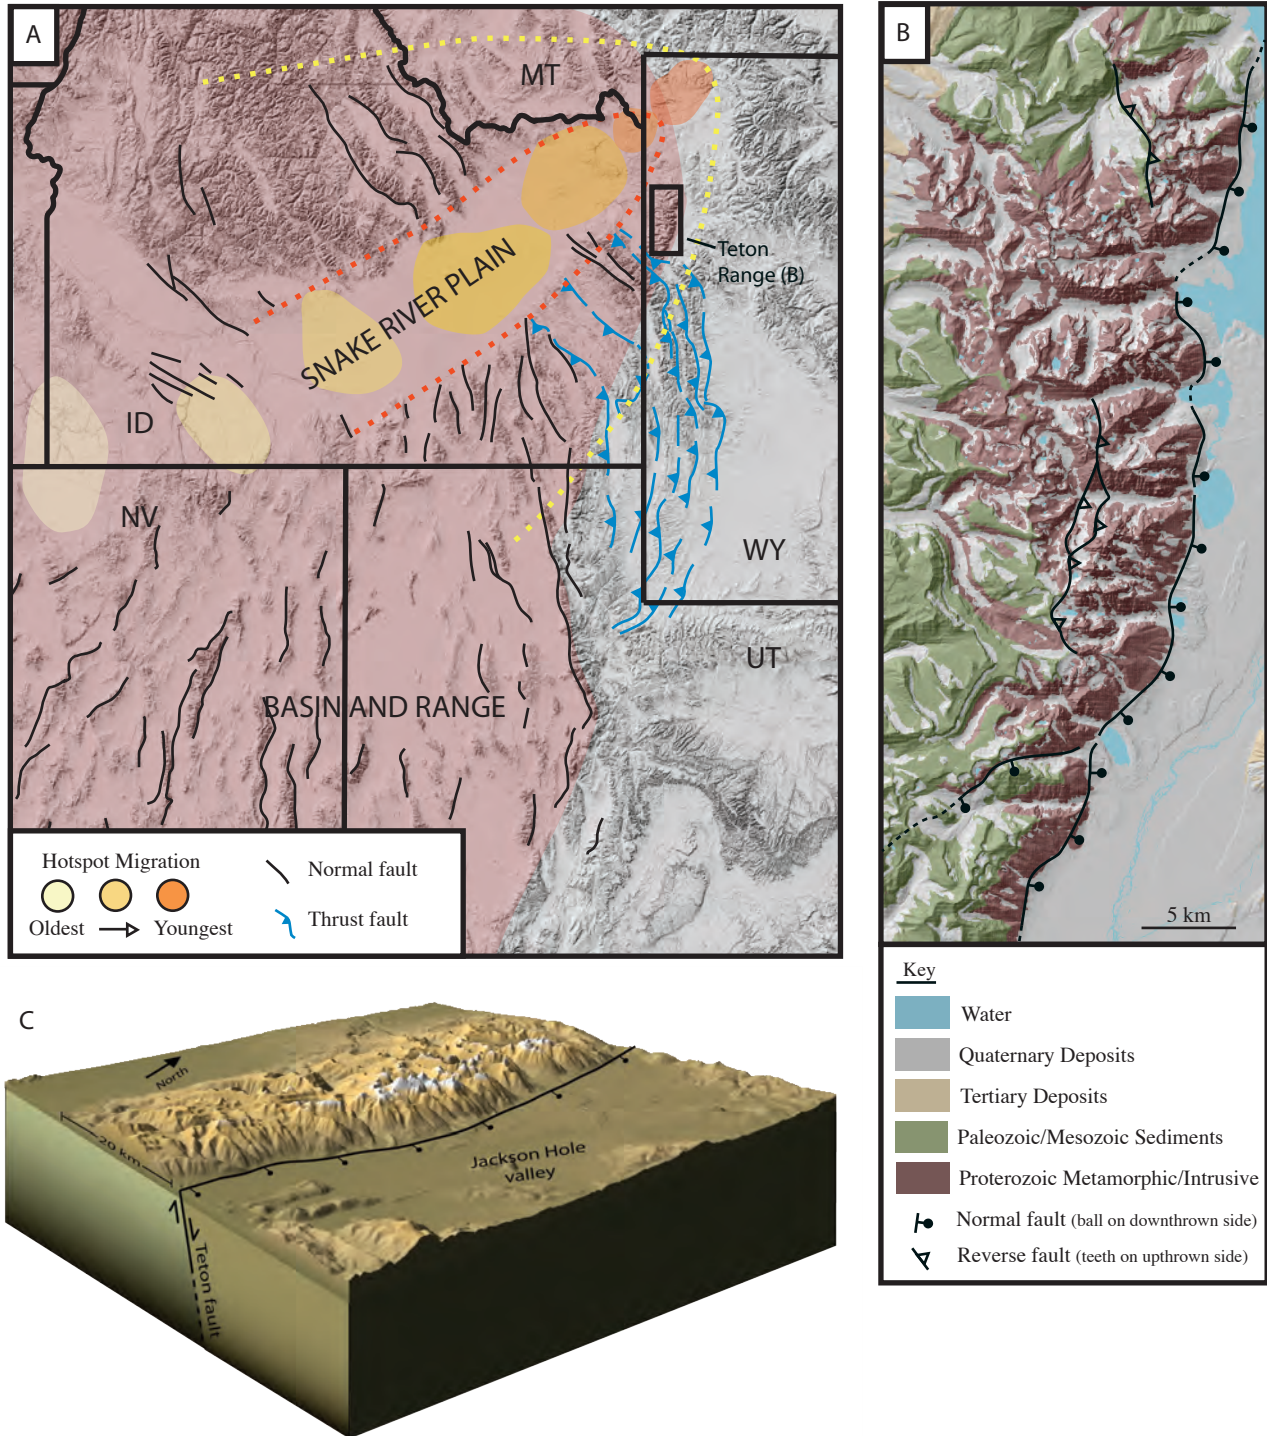 A
MT
Teton
Range (B)
SNAKE RIVER PLAIN
ID
NV
WY
UT
BASIN AND RANGE
Hotspot Migration
Oldest
Youngest
Normal fault
Thrust fault
B
5 km
Key
Water
Quaternary Deposits
Tertiary Deposits
Paleozoic/Mesozoic Sediments
Proterozoic Metamorphic/Intrusive
Normal fault (ball on downthrown side)
Reverse fault (teeth on upthrown side)
C
North
20 km
Jackson Hole
valley
Teton fault